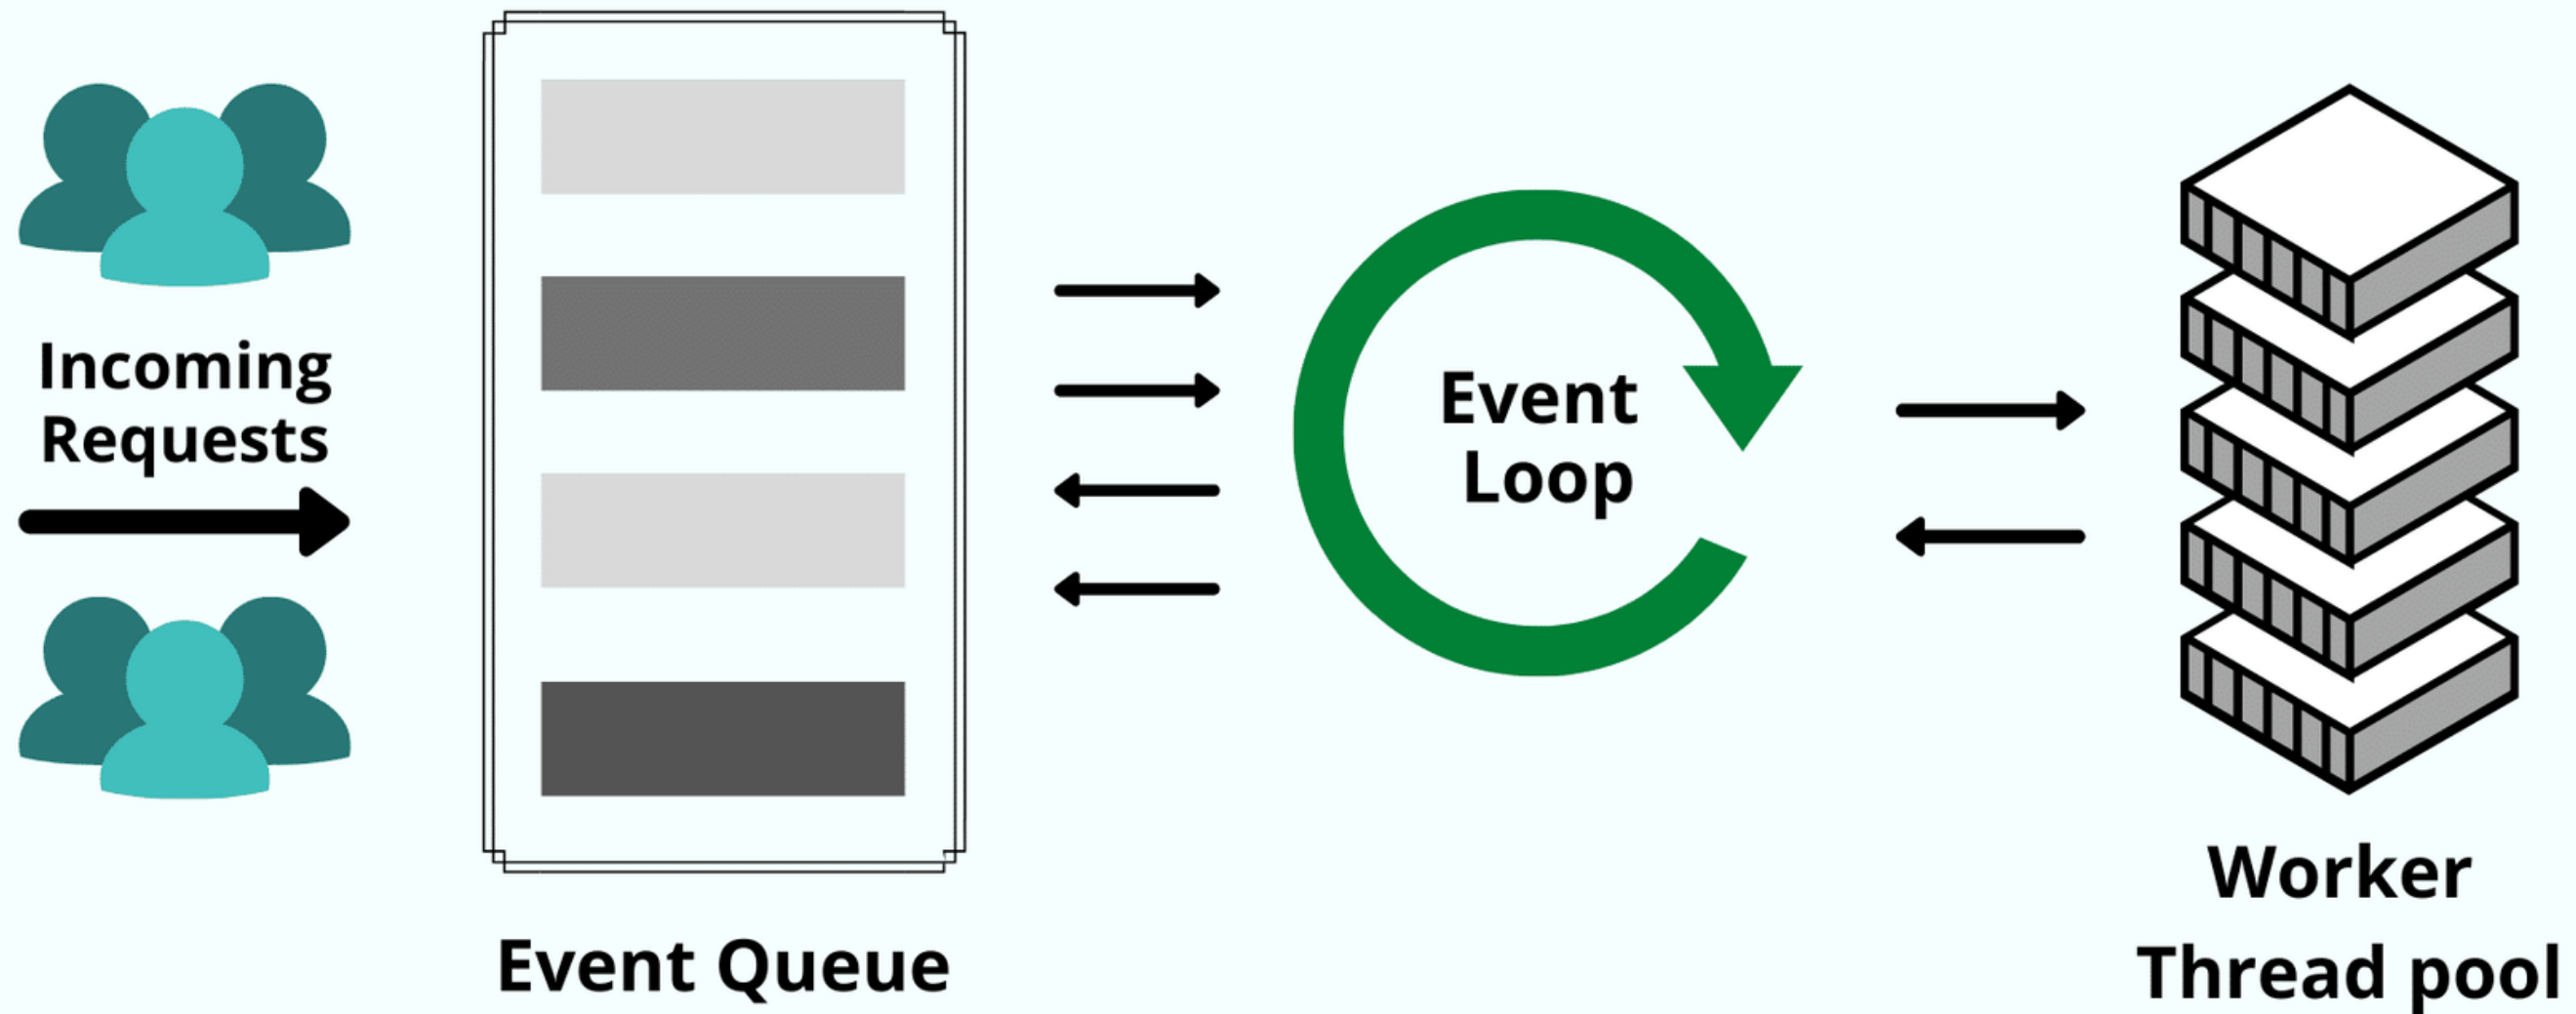 Incoming
Requests
Event Queue
Event
Loop
Worker
Thread pool